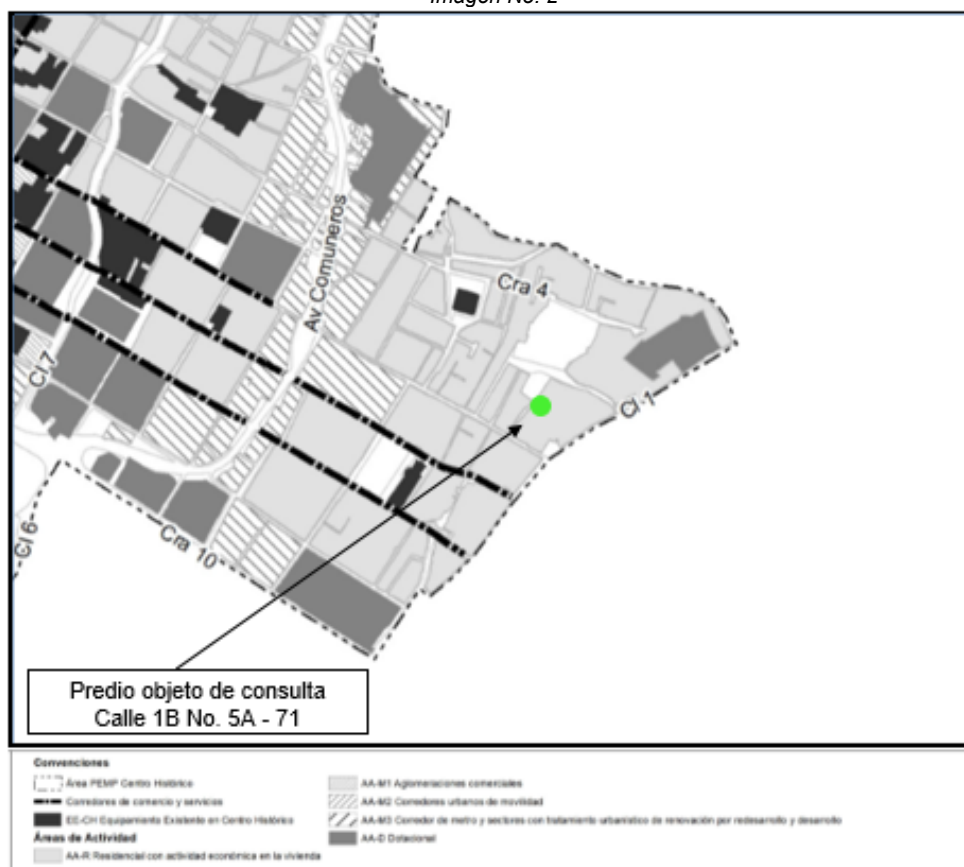 Imagen No. 2
Av Comuneros
Cra 4
Cl 7
Cl 1
Cl 6
Cra 10
Predio objeto de consulta
Calle 1B No. 5A - 71
Convenciones
Área PEMP Centro Histórico
Corredores de comercio y servicios
EE-CH Equipamiento Existente en Centro Histórico
Áreas de Actividad
AA-R Residencial con actividad económica en la vivienda
AA-M1 Aglomeraciones comerciales
AA-M2 Corredores urbanos de movilidad
AA-M3 Corredor de metro y sectores con tratamiento urbanístico de renovación por redesarrollo y desarrollo
AA-D Dotacional